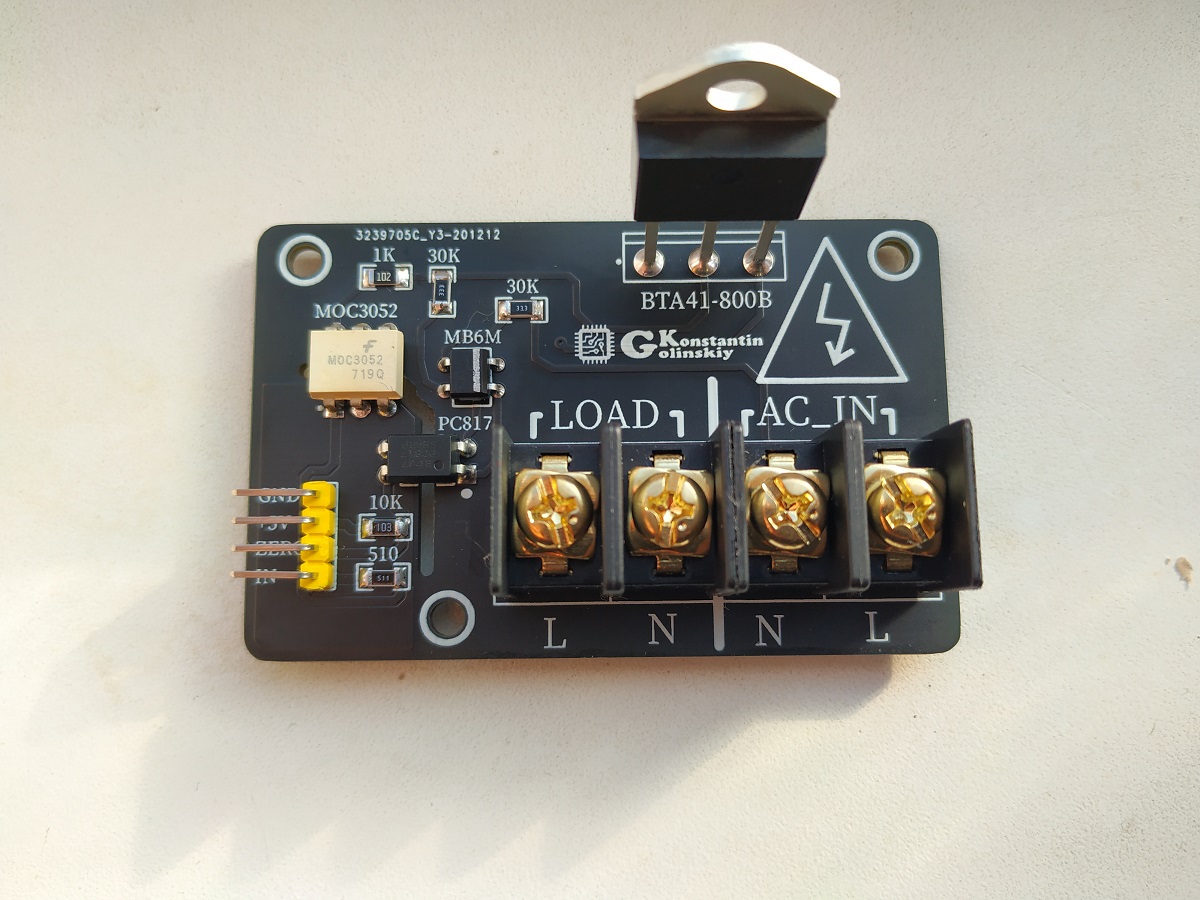 3239705C_Y3-201212
1K
30K
102
333
30K
333
BTA41-800B
MOC3052
MOC3052
719Q
MB6M
Konstantin
Golinskiy
PC817
LOAD
AC_IN
GND
5V
ZERO
IN
10K
103
510
511
L
N
N
L